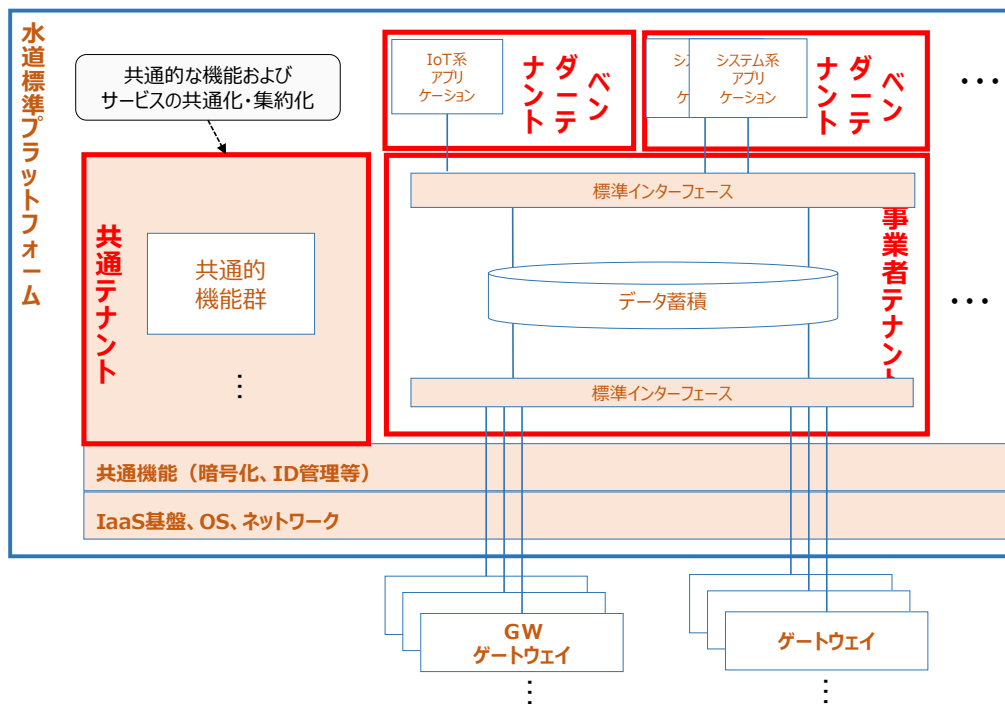 水道標準プラットフォーム
共通的な機能および
サービスの共通化・集約化
IoT系
アプリ
ケーション
ベン
ダーテ
ナント
シス
ケ
システム系
アプリ
ケーション
ベン
ダーテ
ナント
・・・
共通テナント
共通的
機能群
⋮
標準インターフェース
データ蓄積
標準インターフェース
事業者テナント
・・・
共通機能（暗号化、ID管理等）
IaaS基盤、OS、ネットワーク
GW
ゲートウェイ
⋮
ゲートウェイ
⋮